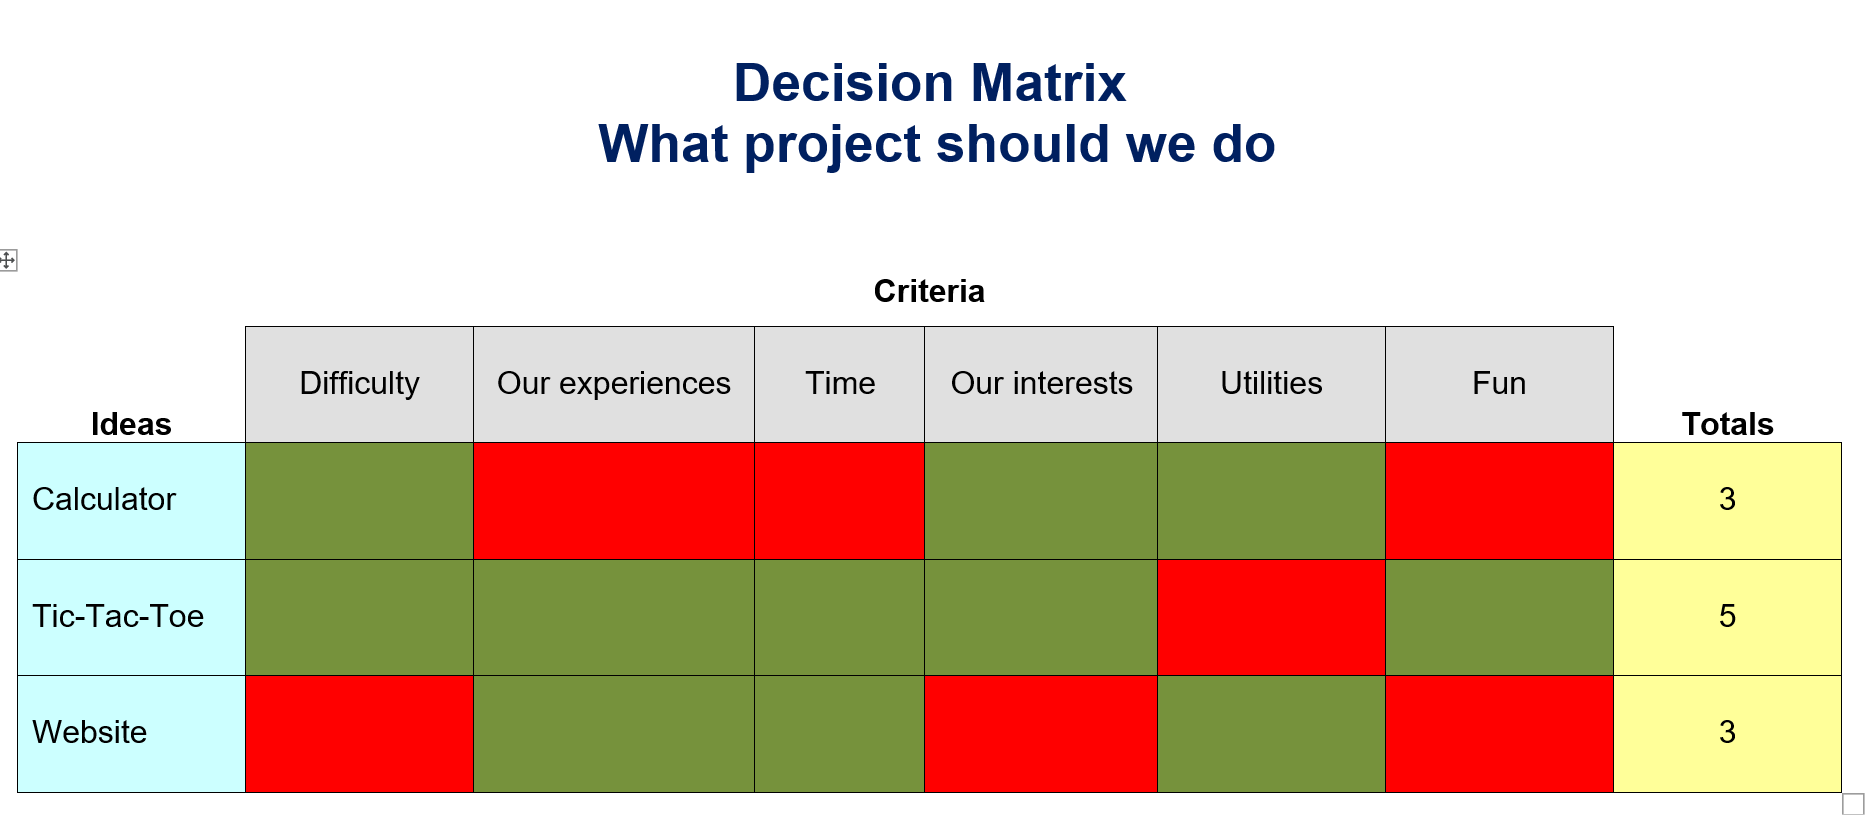 Decision Matrix
What project should we do
Criteria
Difficulty Our experiences Time Our interests Utilities Fun
Ideas Totals
Calculator 3
Tic-Tac-Toe 5
Website 3